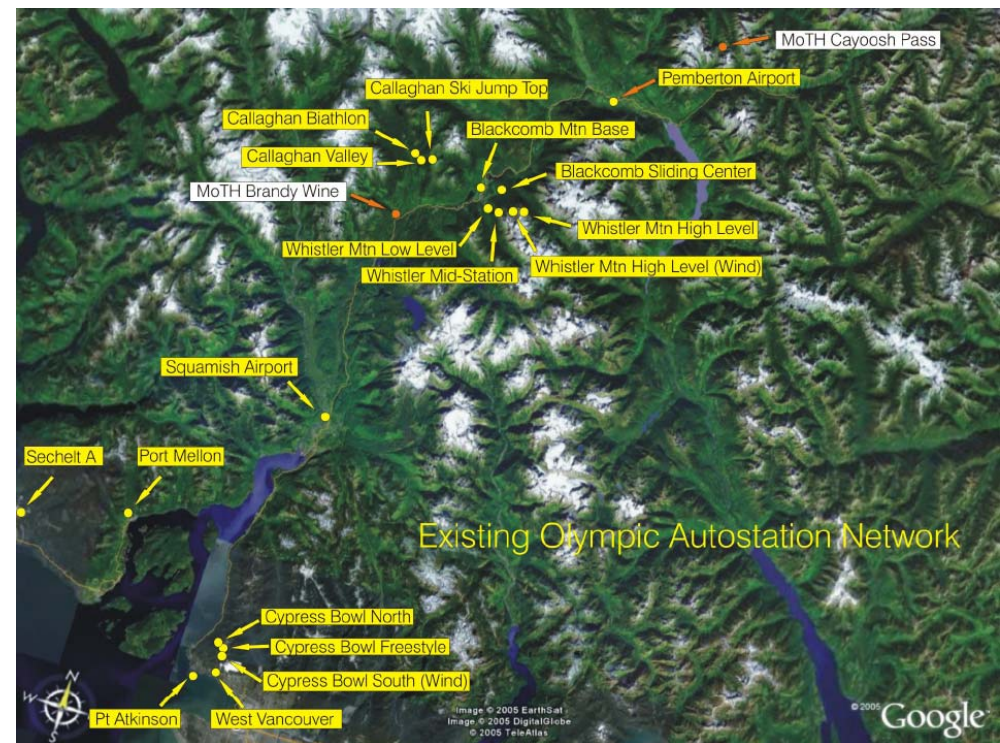 MoTH Cayoosh Pass
Pemberton Airport
Callaghan Ski Jump Top
Callaghan Biathlon
Blackcomb Mtn Base
Callaghan Valley
Blackcomb Sliding Center
MoTH Brandy Wine
Whistler Mtn High Level
Whistler Mtn Low Level
Whistler Mtn High Level (Wind)
Whistler Mid-Station
Squamish Airport
Sechelt A
Port Mellon
Existing Olympic Autostation Network
Cypress Bowl North
Cypress Bowl Freestyle
Cypress Bowl South (Wind)
Pt Atkinson
West Vancouver
N
W
E
S
Image © 2005 EarthSat
Image © 2005 DigitalGlobe
© 2005 TeleAtlas
© 2005 Google